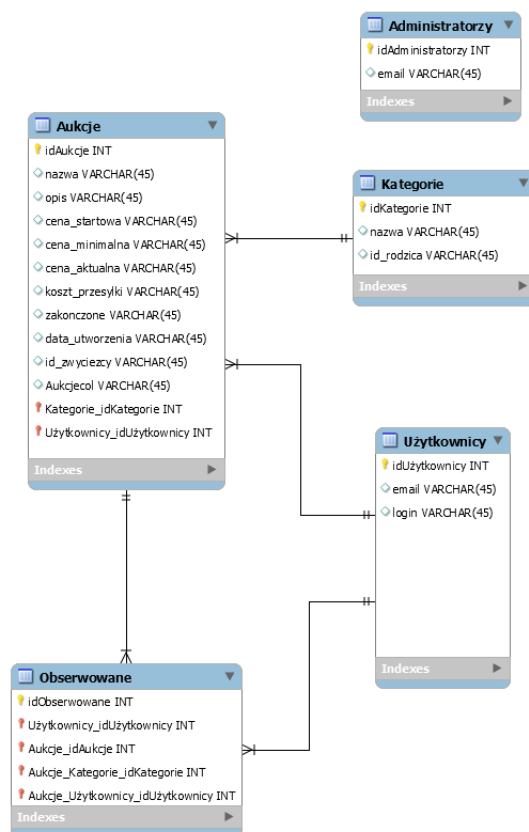 Administratorzy
idAdministratorzy INT
email VARCHAR(45)
Indexes
Aukcje
idAukcje INT
nazwa VARCHAR(45)
opis VARCHAR(45)
cena_startowa VARCHAR(45)
cena_minimalna VARCHAR(45)
cena_aktualna VARCHAR(45)
koszt_przesyłki VARCHAR(45)
zakonczone VARCHAR(45)
data_utworzenia VARCHAR(45)
id_zwyciezcy VARCHAR(45)
Aukcjecol VARCHAR(45)
Kategorie_idKategorie INT
Użytkownicy_idUżytkownicy INT
Indexes
Kategorie
idKategorie INT
nazwa VARCHAR(45)
id_rodzica VARCHAR(45)
Indexes
Użytkownicy
idUżytkownicy INT
email VARCHAR(45)
login VARCHAR(45)
Indexes
Obserwowane
idObserwowane INT
Użytkownicy_idUżytkownicy INT
Aukcje_idAukcje INT
Aukcje_Kategorie_idKategorie INT
Aukcje_Użytkownicy_idUżytkownicy INT
Indexes